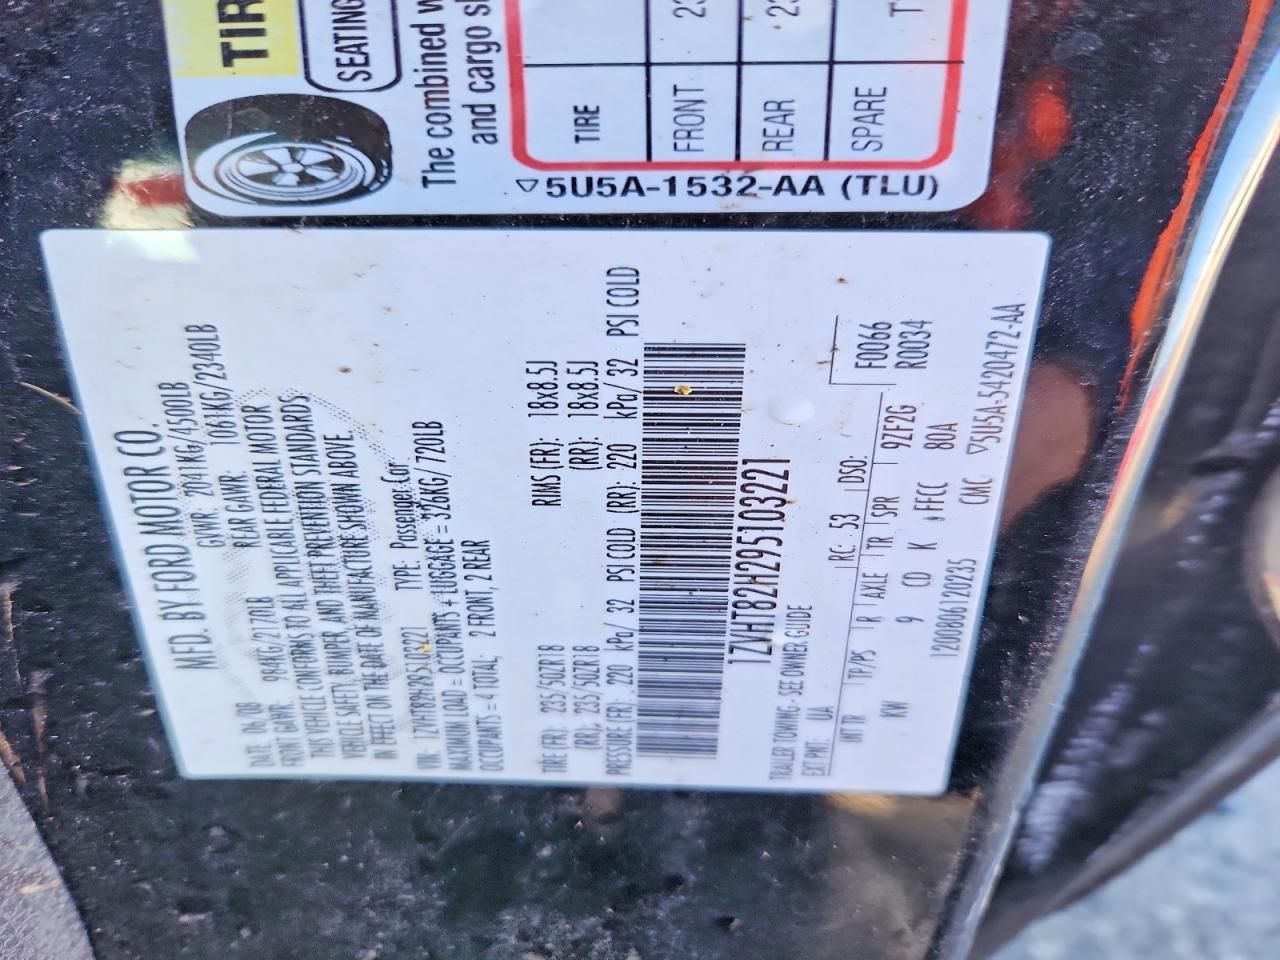 TIR
SEATING
The combined w
and cargo s
TIRE
FRONT 23
REAR 23
SPARE T
5U5A-1532-AA (TLU)
MFD. BY FORD MOTOR CO.
DATE: 06/08 GVWR: 2041KG/4500LB
FRONT GAWR: 984KG/2170LB REAR GAWR: 1061KG/2340LB
THIS VEHICLE CONFORMS TO ALL APPLICABLE FEDERAL MOTOR
VEHICLE SAFETY, BUMPER, AND THEFT PREVENTION STANDARDS
IN EFFECT ON THE DATE OF MANUFACTURE SHOWN ABOVE.
VIN: 1ZVHT82H295103221 TYPE: Passenger Car
MAXIMUM LOAD = OCCUPANTS + LUGGAGE = 326KG/ 720LB
OCCUPANTS = 4 TOTAL; 2 FRONT, 2 REAR
TIRE (FR): 235/50ZR18 RIMS (FR): 18x8.5J
(RR): 235/50ZR18 (RR): 18x8.5J
PRESSURE (FR): 220 kPa/ 32 PSI COLD (RR): 220 kPa/ 32 PSI COLD
1ZVHT82H295103221
TRAILER TOWING - SEE OWNER GUIDE
EXT PNT: UA RC: 53 DSO: F0066
INT TR TP/PS R AXLE TR SPR 9ZF2G R0034
KW 9 CO K FFCC 80A
1200806120235 CMC 5U5A-5420472-AA